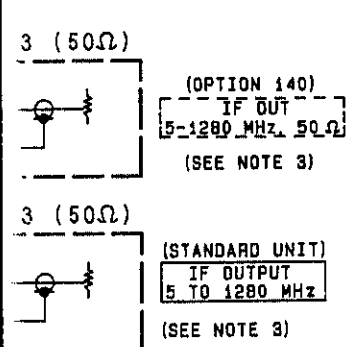 3 (50Ω)
(OPTION 140)
IF OUT
5-1280 MHz, 50 Ω
(SEE NOTE 3)
3 (50Ω)
(STANDARD UNIT)
IF OUTPUT
5 TO 1280 MHz
(SEE NOTE 3)